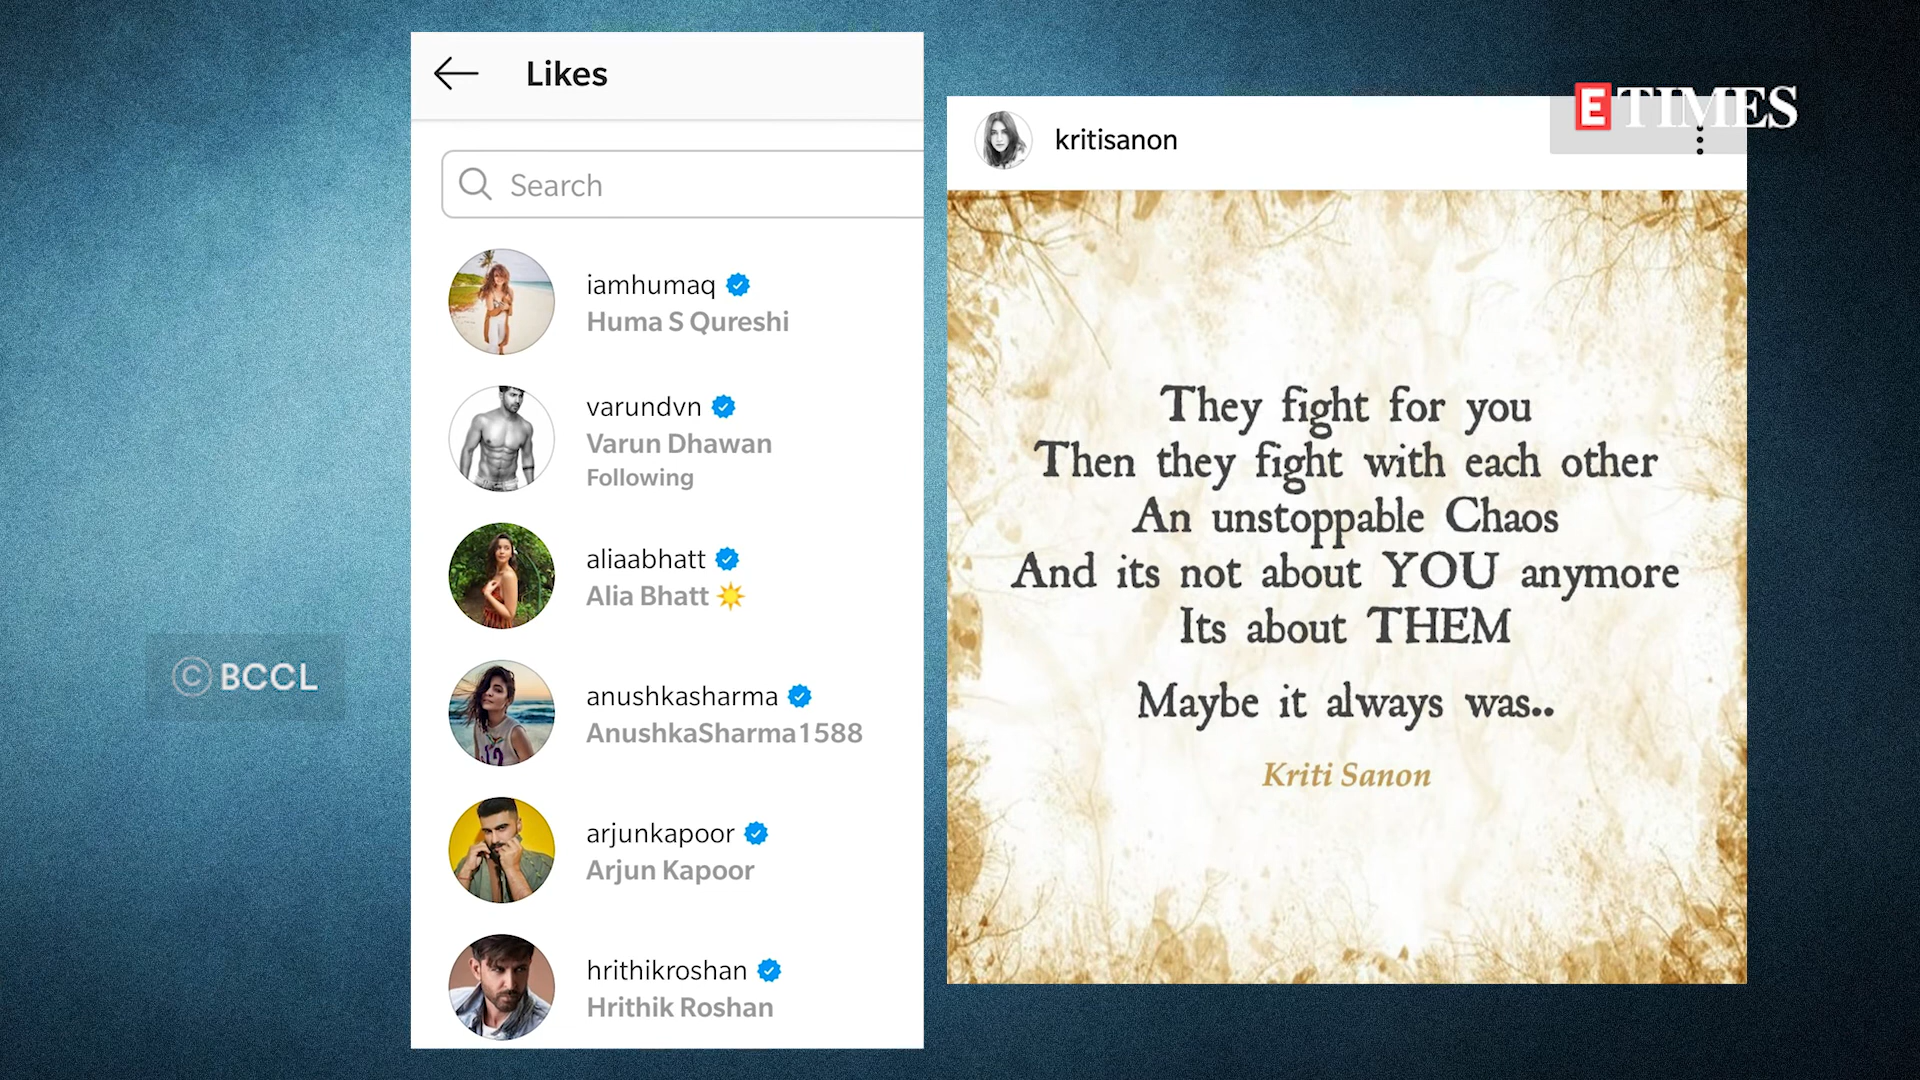 Likes
Search
iamhumaq
Huma S Qureshi
varundvn
Varun Dhawan
Following
aliaabhatt
Alia Bhatt
anushkasharma
AnushkaSharma1588
arjunkapoor
Arjun Kapoor
hrithikroshan
Hrithik Roshan
ETIMES
kritisanon
They fight for you
Then they fight with each other
An unstoppable Chaos
And its not about YOU anymore
Its about THEM
Maybe it always was..
Kriti Sanon
© BCCL